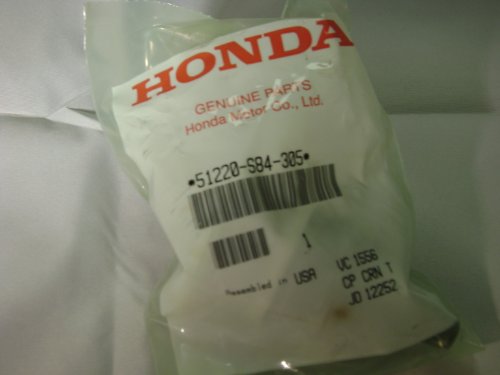 HONDA
GENUINE PARTS
Honda Motor Co., Ltd.
*51220-S84-305*
1
Assembled in USA
VC 1556
CP CRN T
JD 12252